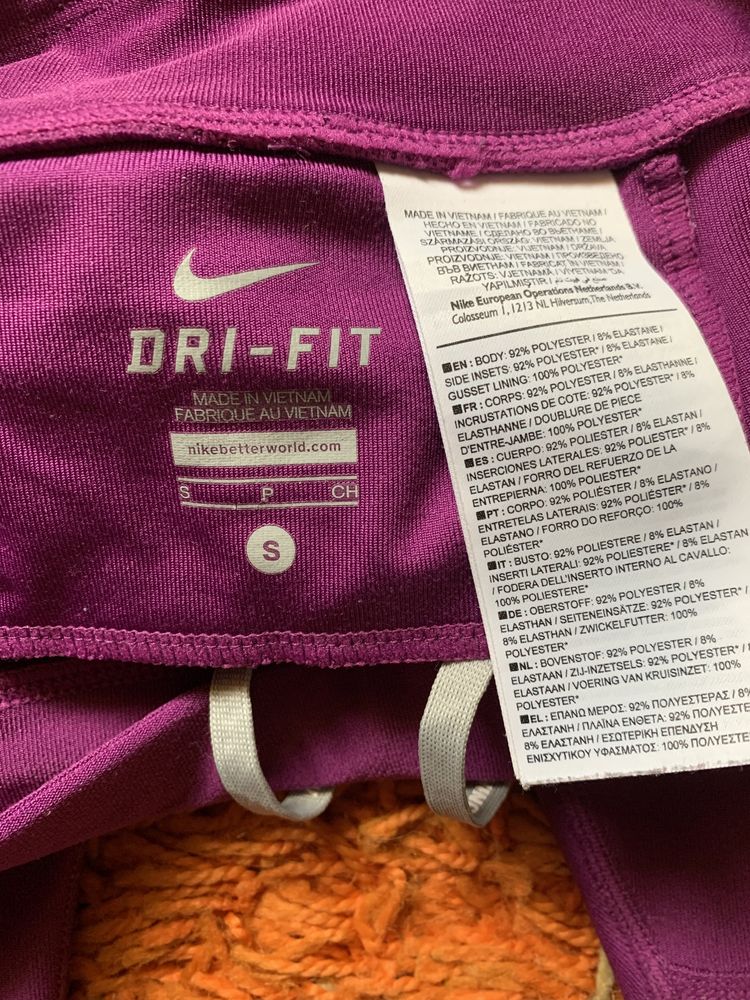 DRI-FIT
MADE IN VIETNAM
FABRIQUE AU VIETNAM
nikebetterworld.com
S P CH
S
MADE IN VIETNAM / FABRIQUE AU VIETNAM /
HECHO EN VIETNAM / FABRICADO NO
VIETNAME / СДЕЛАНО ВО ВЬЕТНАМЕ /
SZÁRMAZÁSI ORSZÁG: VIETNAM / ZEMLJA
PROIZVODNJE: VIJETNAM / DRŽAVA
PROIZVODNJE: VIETNAM / ПРОИЗВЕДЕНО
ВЪВ ВИЕТНАМ / FABRICAT IN VIETNAM /
RAŽOTS: VJETNAMĀ / VİYETNAM'DA
YAPILMIŞTIR /
Nike European Operations Netherlands B.V.
Colosseum 1, 1213 NL Hilversum, The Netherlands
EN: BODY: 92% POLYESTER / 8% ELASTANE /
SIDE INSETS: 92% POLYESTER* / 8% ELASTANE /
GUSSET LINING: 100% POLYESTER*
FR: CORPS: 92% POLYESTER / 8% ELASTHANNE /
INCRUSTATIONS DE COTE: 92% POLYESTER* / 8%
ELASTHANNE / DOUBLURE DE PIECE
D'ENTRE-JAMBE: 100% POLYESTER*
ES: CUERPO: 92% POLIESTER / 8% ELASTAN /
INSERCIONES LATERALES: 92% POLIESTER* / 8%
ELASTAN / FORRO DEL REFUERZO DE LA
ENTREPIERNA: 100% POLIESTER*
PT: CORPO: 92% POLIÉSTER / 8% ELASTANO /
ENTRETELAS LATERAIS: 92% POLIÉSTER* / 8%
ELASTANO / FORRO DO REFORÇO: 100%
POLIÉSTER*
IT: BUSTO: 92% POLIESTERE / 8% ELASTAN /
INSERTI LATERALI: 92% POLIESTERE* / 8% ELASTAN
/ FODERA DELL'INSERTO INTERNO AL CAVALLO:
100% POLIESTERE*
DE: OBERSTOFF: 92% POLYESTER / 8%
ELASTHAN / SEITENEINSÄTZE: 92% POLYESTER* /
8% ELASTHAN / ZWICKELFUTTER: 100%
POLYESTER*
NL: BOVENSTOF: 92% POLYESTER / 8%
ELASTAAN / ZIJ-INZETSELS: 92% POLYESTER* /
ELASTAAN / VOERING VAN KRUISINZET: 100%
POLYESTER*
EL: ΕΠΑΝΩ ΜΕΡΟΣ: 92% ΠΟΛΥΕΣΤΕΡΑΣ / 8%
ΕΛΑΣΤΑΝΗ / ΠΛΑΪΝΑ ΕΝΘΕΤΑ: 92%
8% ΕΛΑΣΤΑΝΗ / ΕΣΩΤΕΡΙΚΗ ΕΠΕΝΔΥΣΗ
ΕΝΙΣΧΥΤΙΚΟΥ ΥΦΑΣΜΑΤΟΣ: 100%